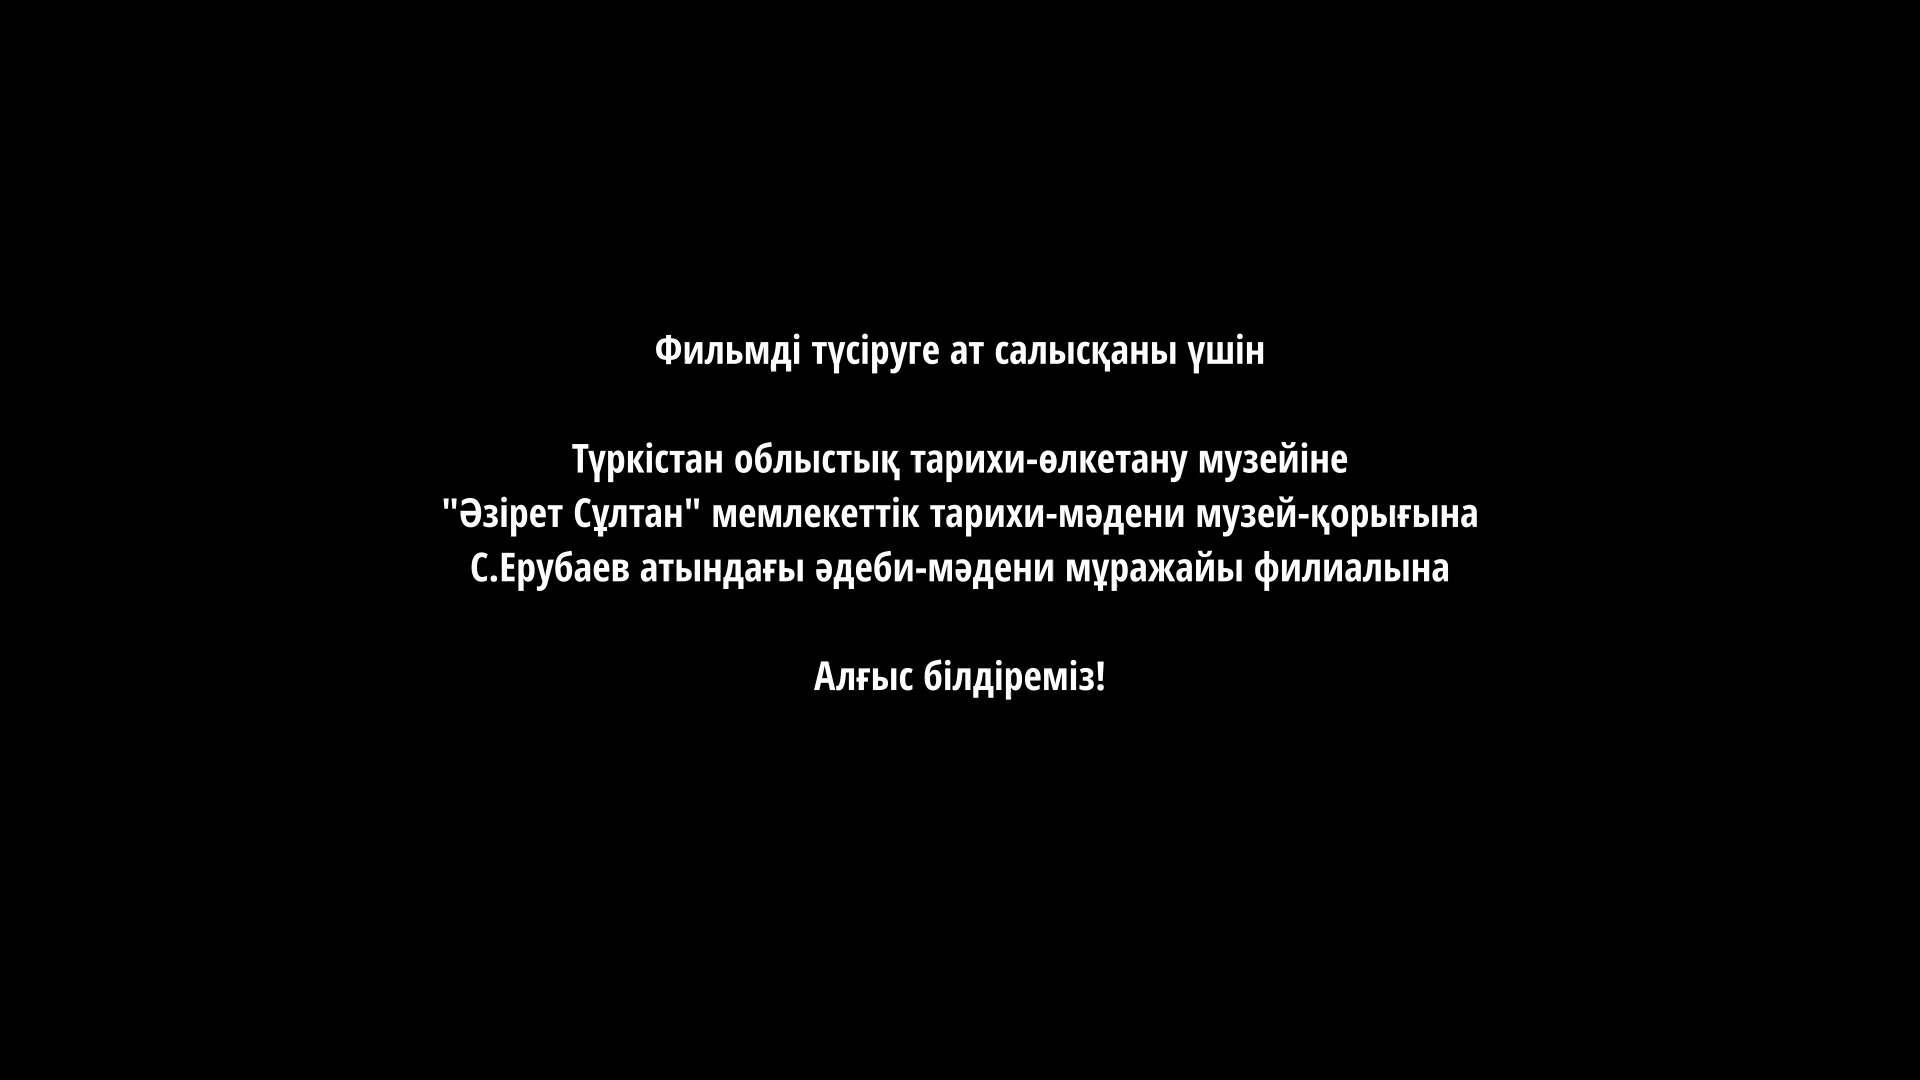 Фильмді түсіруге ат салысқаны үшін
Түркістан облыстық тарихи-өлкетану музейіне
"Әзірет Сұлтан" мемлекеттік тарихи-мәдени музей-қорығына
С.Ерубаев атындағы әдеби-мәдени мұражайы филиалына
Алғыс білдіреміз!